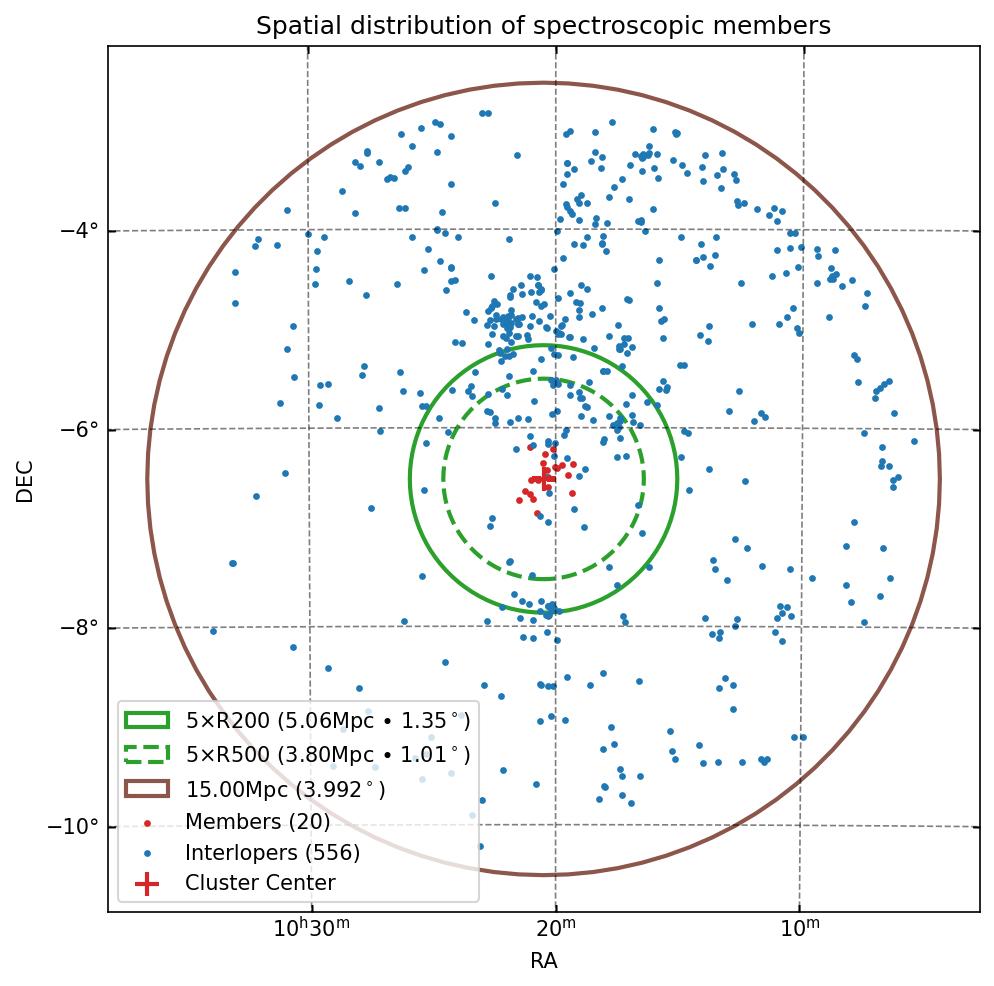 Spatial distribution of spectroscopic members
−4°
−6°
−8°
−10°
DEC
5×R200 (5.06Mpc • 1.35°)
5×R500 (3.80Mpc • 1.01°)
15.00Mpc (3.992°)
Members (20)
Interlopers (556)
Cluster Center
10ʰ30ᵐ
20ᵐ
10ᵐ
RA